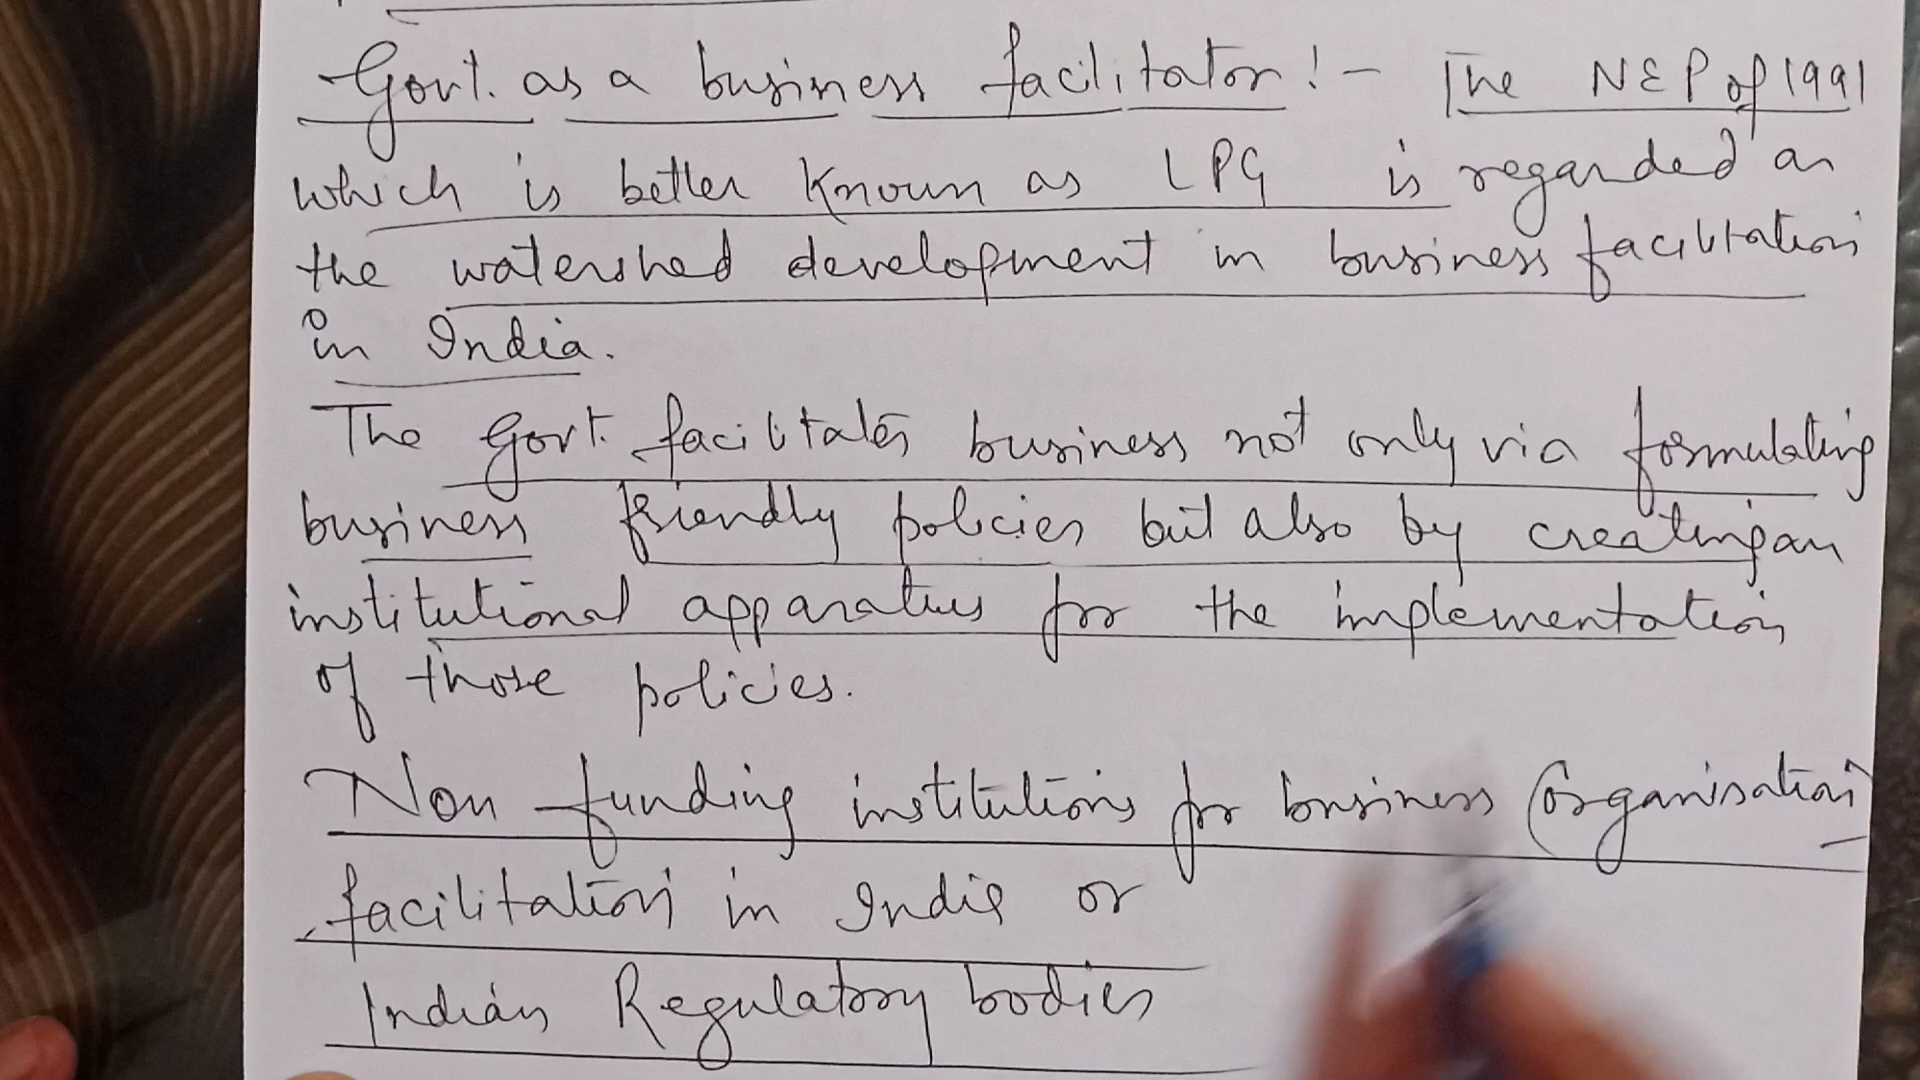 Govt. as a business facilitator:- The NEP of 1991
which is better known as LPG is regarded as
the watershed development in business facilitation
in India.
The Govt. facilitates business not only via formulating
business friendly policies but also by creating an
institutional apparatus for the implementation
of those policies.
Non funding institutions for business (organisation)
facilitation in India or
Indian Regulatory bodies